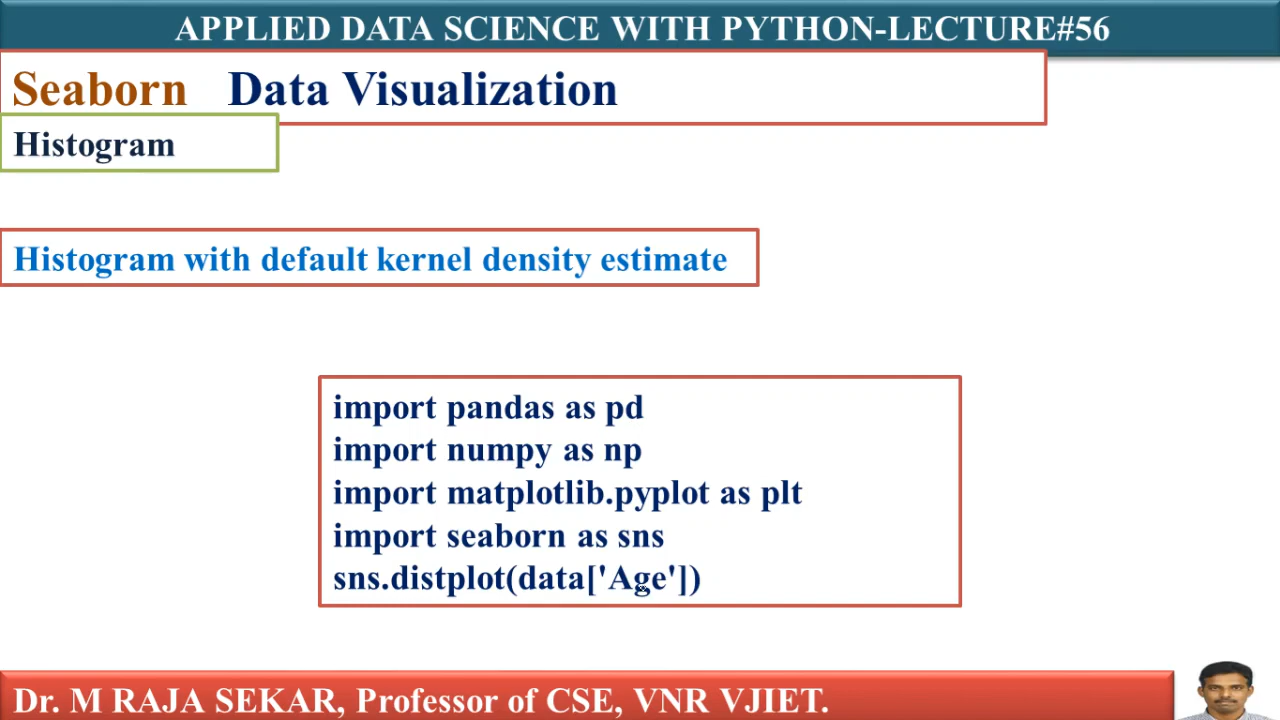 APPLIED DATA SCIENCE WITH PYTHON-LECTURE#56
Seaborn Data Visualization
Histogram
Histogram with default kernel density estimate
import pandas as pd
import numpy as np
import matplotlib.pyplot as plt
import seaborn as sns
sns.distplot(data['Age'])
Dr. M RAJA SEKAR, Professor of CSE, VNR VJIET.